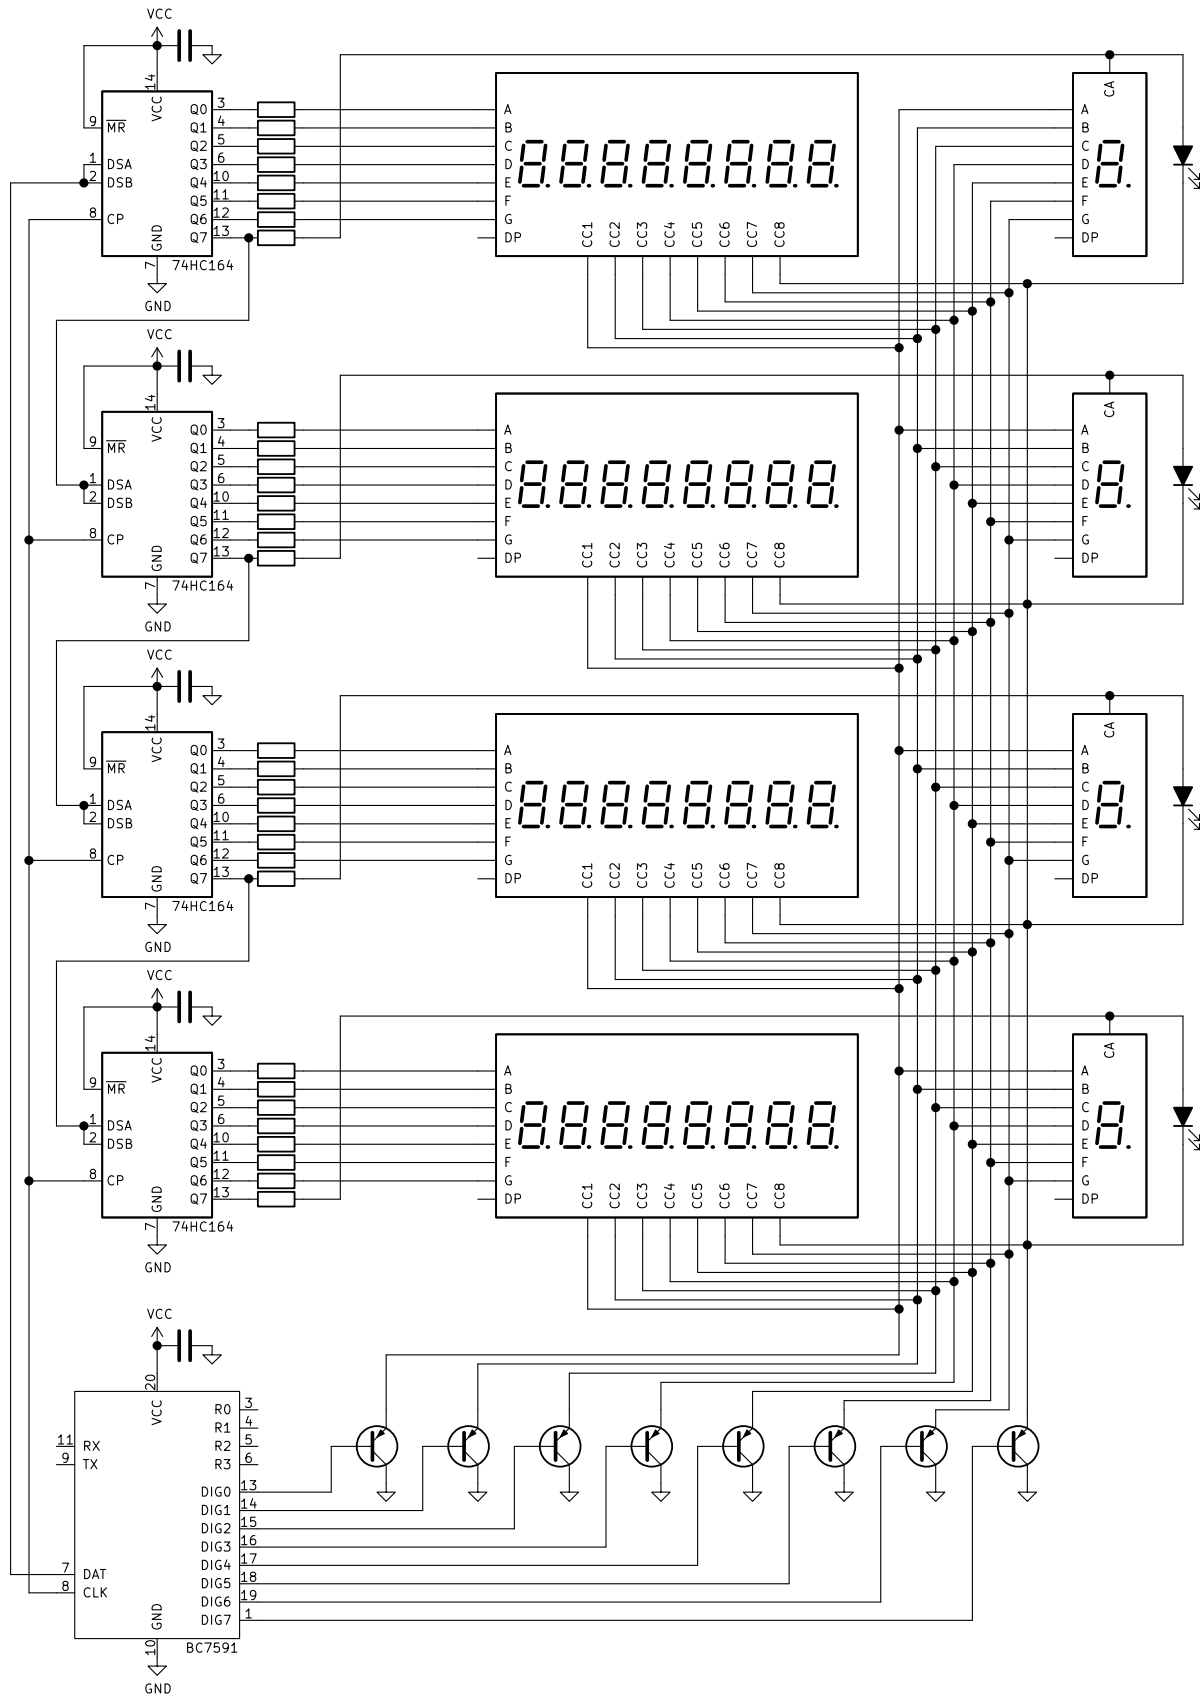 VCC
14 CA
VCC Q0 3 A A
9 MR Q1 4 B B
Q2 5 C C
1 DSA Q3 6 D D
2 DSB Q4 10 E E
Q5 11 F F
8 CP Q6 12 G G
Q7 13 DP DP
GND CC1 CC2 CC3 CC4 CC5 CC6 CC7 CC8
7 74HC164
GND
VCC
14 CA
VCC Q0 3 A A
9 MR Q1 4 B B
Q2 5 C C
1 DSA Q3 6 D D
2 DSB Q4 10 E E
Q5 11 F F
8 CP Q6 12 G G
Q7 13 DP DP
GND CC1 CC2 CC3 CC4 CC5 CC6 CC7 CC8
7 74HC164
GND
VCC
14 CA
VCC Q0 3 A A
9 MR Q1 4 B B
Q2 5 C C
1 DSA Q3 6 D D
2 DSB Q4 10 E E
Q5 11 F F
8 CP Q6 12 G G
Q7 13 DP DP
GND CC1 CC2 CC3 CC4 CC5 CC6 CC7 CC8
7 74HC164
GND
VCC
14 CA
VCC Q0 3 A A
9 MR Q1 4 B B
Q2 5 C C
1 DSA Q3 6 D D
2 DSB Q4 10 E E
Q5 11 F F
8 CP Q6 12 G G
Q7 13 DP DP
GND CC1 CC2 CC3 CC4 CC5 CC6 CC7 CC8
7 74HC164
GND
VCC
20
VCC R0 3
R1 4
11 RX R2 5
9 TX R3 6
DIG0 13
DIG1 14
DIG2 15
DIG3 16
DIG4 17
7 DAT DIG5 18
8 CLK DIG6 19
GND DIG7 1
10 BC7591
GND